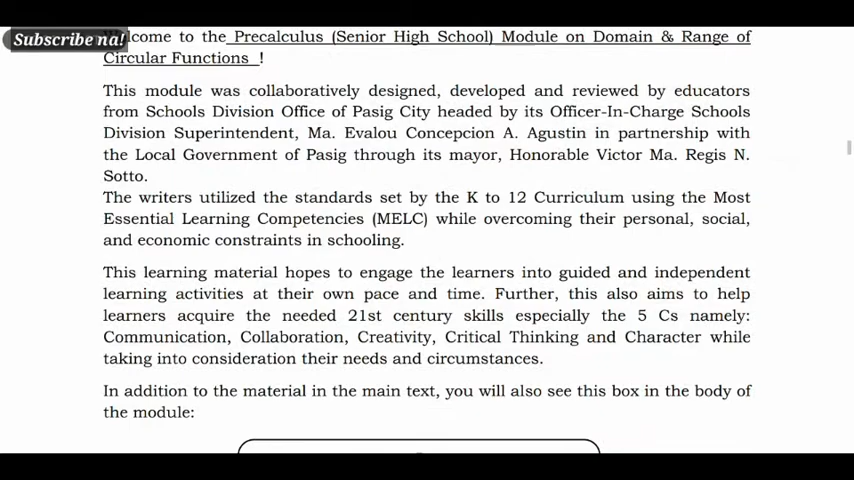 Subscribe na!
Welcome to the Precalculus (Senior High School) Module on Domain & Range of
Circular Functions !
This module was collaboratively designed, developed and reviewed by educators
from Schools Division Office of Pasig City headed by its Officer-In-Charge Schools
Division Superintendent, Ma. Evalou Concepcion A. Agustin in partnership with
the Local Government of Pasig through its mayor, Honorable Victor Ma. Regis N.
Sotto.
The writers utilized the standards set by the K to 12 Curriculum using the Most
Essential Learning Competencies (MELC) while overcoming their personal, social,
and economic constraints in schooling.
This learning material hopes to engage the learners into guided and independent
learning activities at their own pace and time. Further, this also aims to help
learners acquire the needed 21st century skills especially the 5 Cs namely:
Communication, Collaboration, Creativity, Critical Thinking and Character while
taking into consideration their needs and circumstances.
In addition to the material in the main text, you will also see this box in the body of
the module: